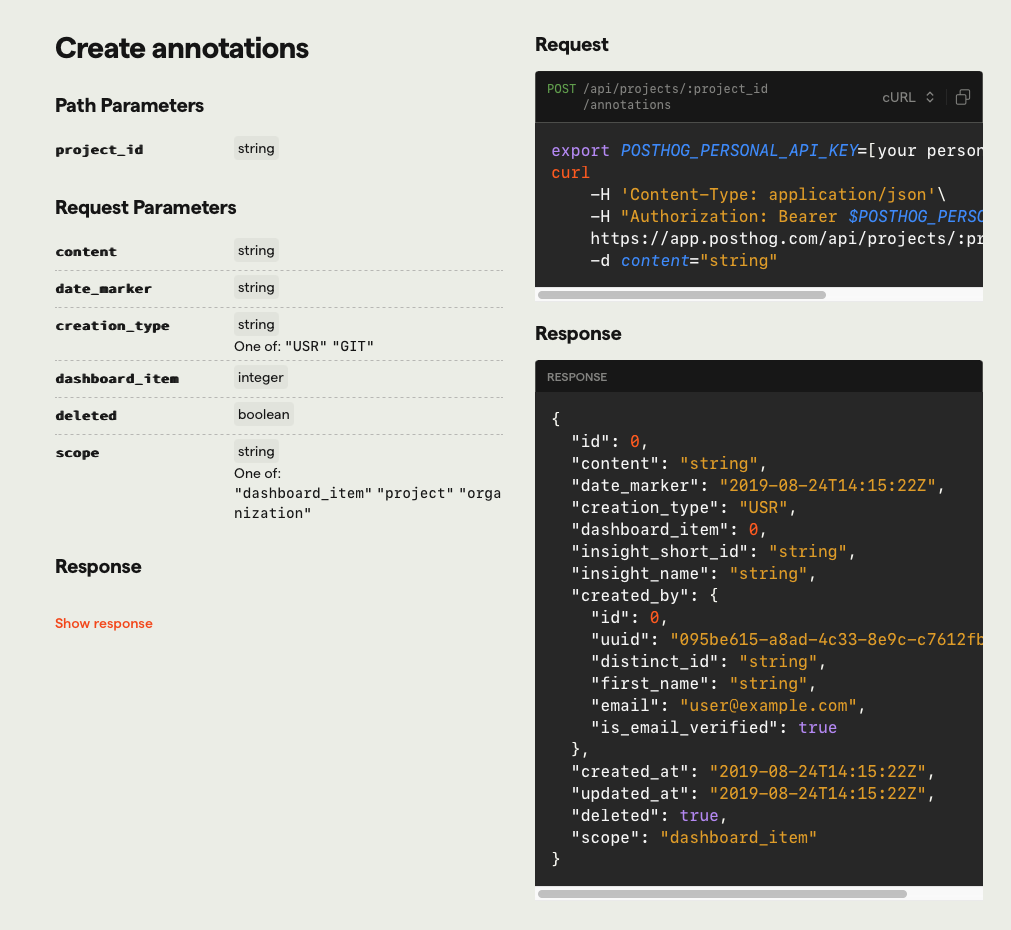 Create annotations
Path Parameters
project_id string
Request Parameters
content string
date_marker string
creation_type string
One of: "USR" "GIT"
dashboard_item integer
deleted boolean
scope string
One of:
"dashboard_item" "project" "orga
nization"
Response
Show response
Request
POST /api/projects/:project_id
/annotations
cURL
export POSTHOG_PERSONAL_API_KEY=[your person
curl
-H 'Content-Type: application/json'\
-H "Authorization: Bearer $POSTHOG_PERSO
https://app.posthog.com/api/projects/:pr
-d content="string"
Response
RESPONSE
{
"id": 0,
"content": "string",
"date_marker": "2019-08-24T14:15:22Z",
"creation_type": "USR",
"dashboard_item": 0,
"insight_short_id": "string",
"insight_name": "string",
"created_by": {
"id": 0,
"uuid": "095be615-a8ad-4c33-8e9c-c7612fb
"distinct_id": "string",
"first_name": "string",
"email": "user@example.com",
"is_email_verified": true
},
"created_at": "2019-08-24T14:15:22Z",
"updated_at": "2019-08-24T14:15:22Z",
"deleted": true,
"scope": "dashboard_item"
}